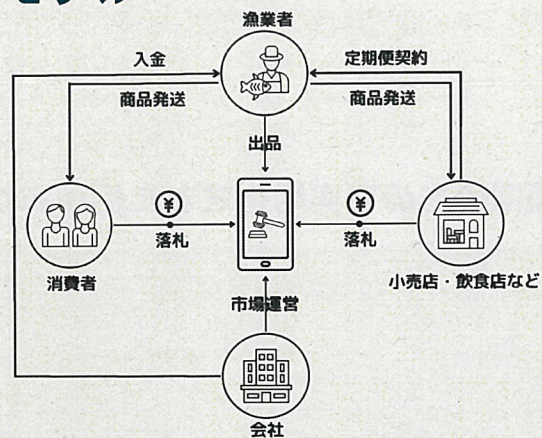 漁業者
入金
定期便契約
商品発送
商品発送
出品
¥
¥
落札
落札
消費者
小売店・飲食店など
市場運営
会社